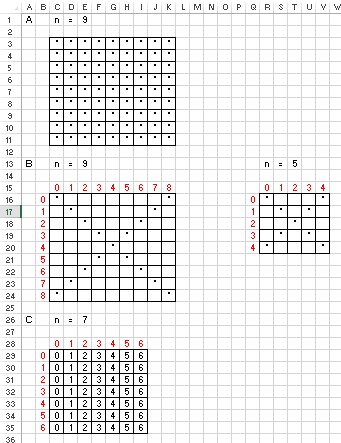 A B C D E F G H I J K L M N O P Q R S T U V W
1 A n = 9
2
3 * * * * * * * * *
4 * * * * * * * * *
5 * * * * * * * * *
6 * * * * * * * * *
7 * * * * * * * * *
8 * * * * * * * * *
9 * * * * * * * * *
10 * * * * * * * * *
11 * * * * * * * * *
12
13 B n = 9 n = 5
14
15 0 1 2 3 4 5 6 7 8 0 1 2 3 4
16 0 * * 0 * *
17 1 * * 1 * *
18 2 * * 2 *
19 3 * * 3 * *
20 4 * 4 * *
21 5 * *
22 6 * *
23 7 * *
24 8 * *
25
26 C n = 7
27
28 0 1 2 3 4 5 6
29 0 0 1 2 3 4 5 6
30 1 0 1 2 3 4 5 6
31 2 0 1 2 3 4 5 6
32 3 0 1 2 3 4 5 6
33 4 0 1 2 3 4 5 6
34 5 0 1 2 3 4 5 6
35 6 0 1 2 3 4 5 6
36